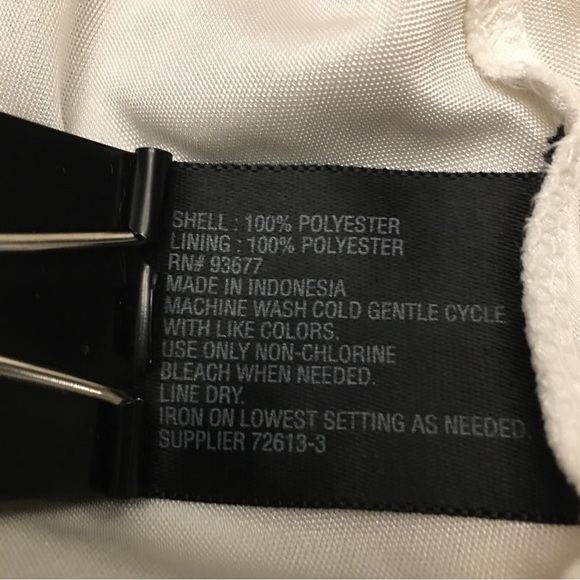 SHELL : 100% POLYESTER
LINING : 100% POLYESTER
RN# 93677
MADE IN INDONESIA
MACHINE WASH COLD GENTLE CYCLE
WITH LIKE COLORS.
USE ONLY NON-CHLORINE
BLEACH WHEN NEEDED.
LINE DRY.
IRON ON LOWEST SETTING AS NEEDED.
SUPPLIER 72613-3